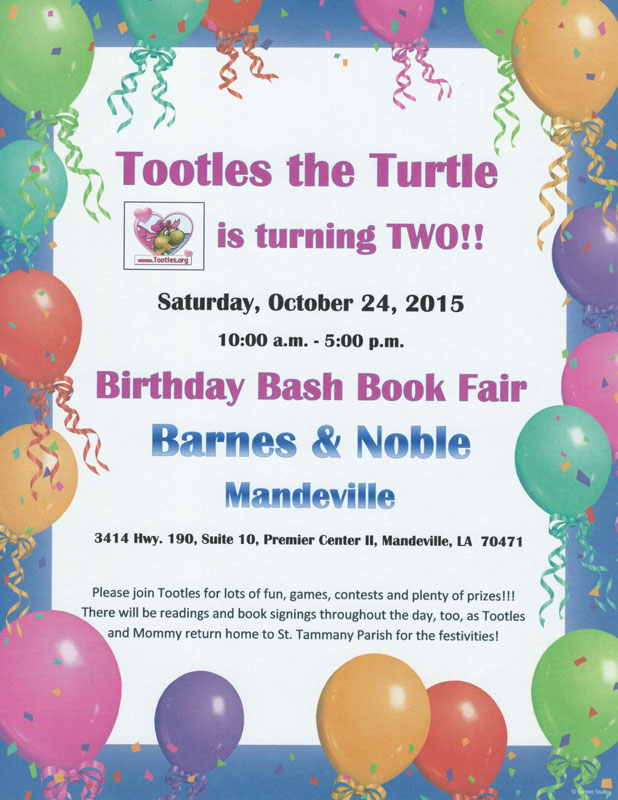 Tootles the Turtle
www.Tootles.org
is turning TWO!!
Saturday, October 24, 2015
10:00 a.m. - 5:00 p.m.
Birthday Bash Book Fair
Barnes & Noble
Mandeville
3414 Hwy. 190, Suite 10, Premier Center II, Mandeville, LA 70471
Please join Tootles for lots of fun, games, contests and plenty of prizes!!!
There will be readings and book signings throughout the day, too, as Tootles
and Mommy return home to St. Tammany Parish for the festivities!